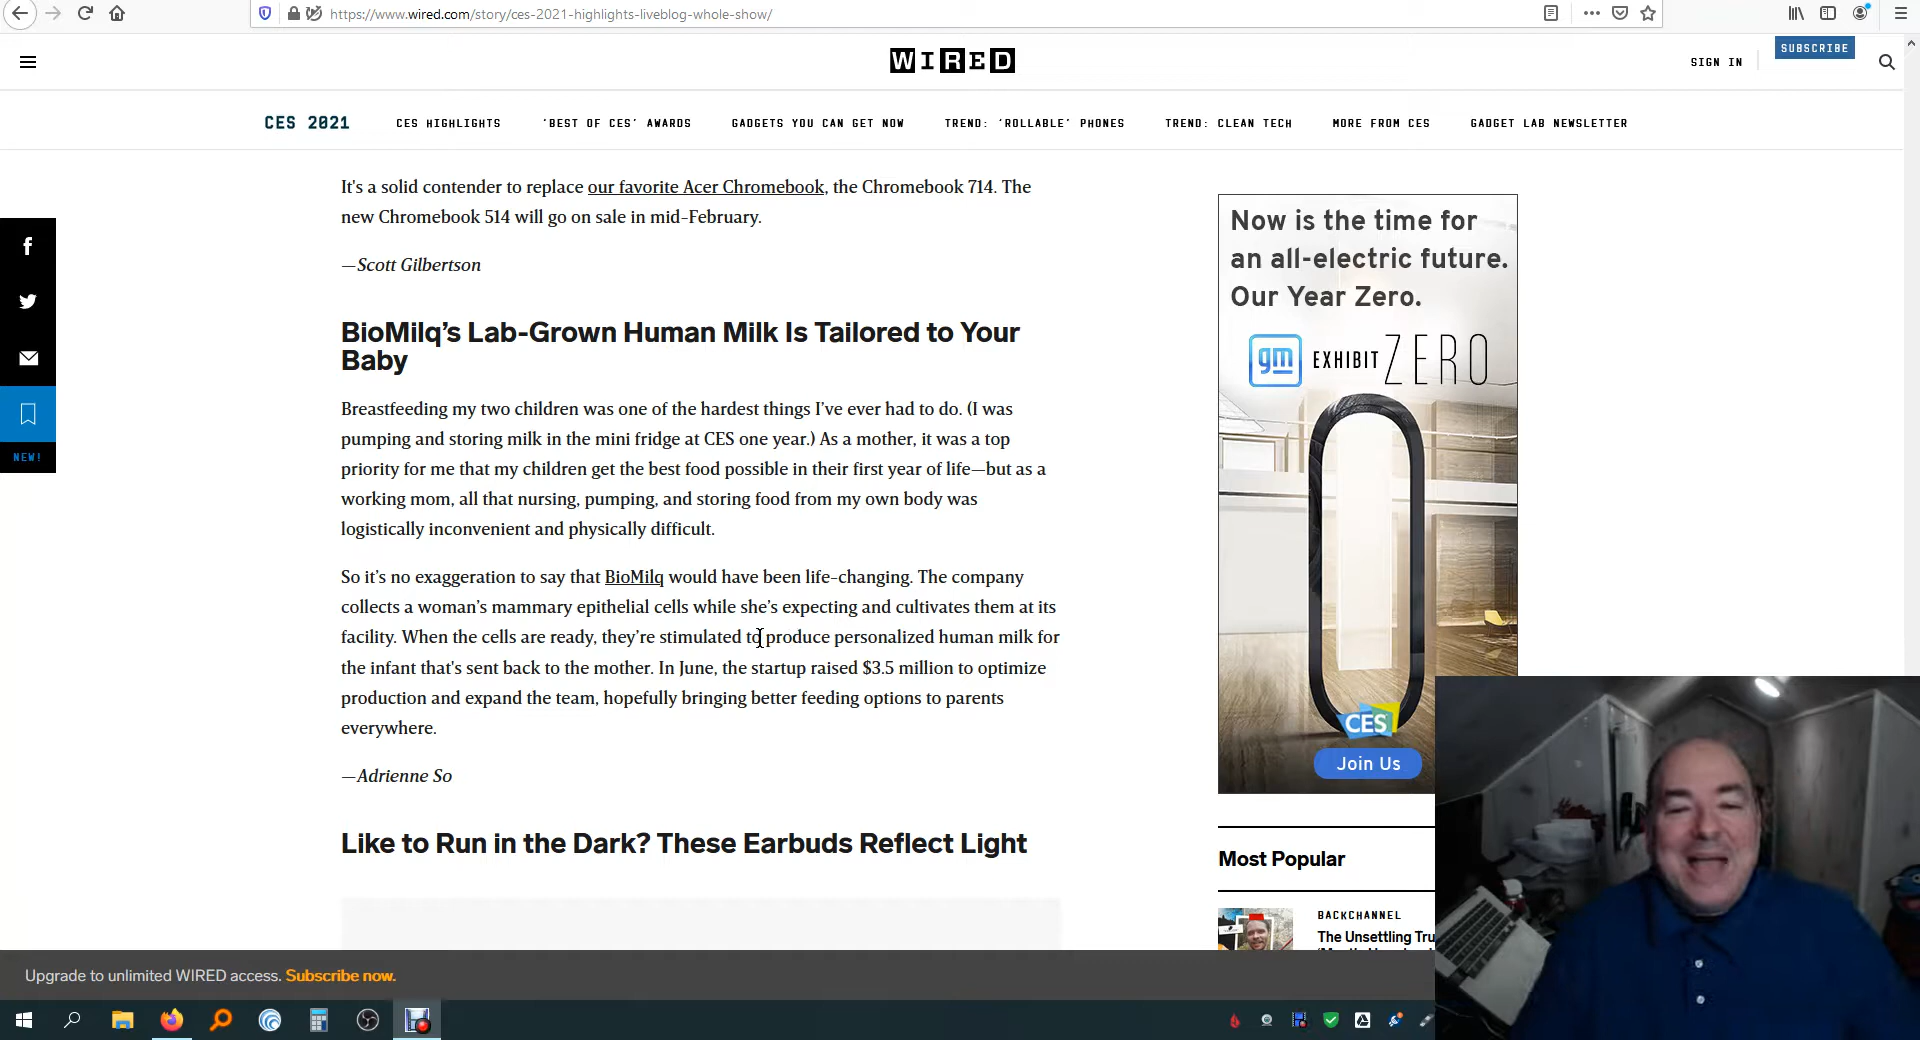 https://www.wired.com/story/ces-2021-highlights-liveblog-whole-show/
WIRED
SIGN IN
SUBSCRIBE
CES 2021
CES HIGHLIGHTS
‘BEST OF CES’ AWARDS
GADGETS YOU CAN GET NOW
TREND: ‘ROLLABLE’ PHONES
TREND: CLEAN TECH
MORE FROM CES
GADGET LAB NEWSLETTER
It's a solid contender to replace our favorite Acer Chromebook, the Chromebook 714. The
new Chromebook 514 will go on sale in mid-February.
—Scott Gilbertson
BioMilq’s Lab-Grown Human Milk Is Tailored to Your
Baby
Breastfeeding my two children was one of the hardest things I’ve ever had to do. (I was
pumping and storing milk in the mini fridge at CES one year.) As a mother, it was a top
priority for me that my children get the best food possible in their first year of life—but as a
working mom, all that nursing, pumping, and storing food from my own body was
logistically inconvenient and physically difficult.
So it’s no exaggeration to say that BioMilq would have been life-changing. The company
collects a woman’s mammary epithelial cells while she’s expecting and cultivates them at its
facility. When the cells are ready, they’re stimulated to produce personalized human milk for
the infant that's sent back to the mother. In June, the startup raised $3.5 million to optimize
production and expand the team, hopefully bringing better feeding options to parents
everywhere.
—Adrienne So
Like to Run in the Dark? These Earbuds Reflect Light
NEW!
Now is the time for
an all-electric future.
Our Year Zero.
gm EXHIBIT ZERO
CES
Join Us
Most Popular
BACKCHANNEL
The Unsettling
Upgrade to unlimited WIRED access. Subscribe now.